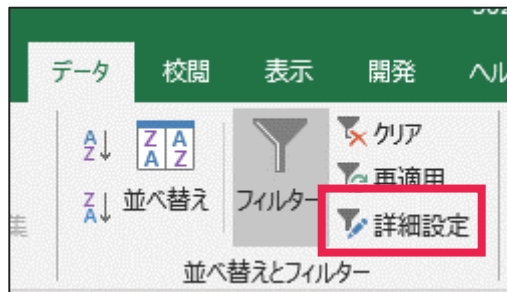 データ 校閲 表示 開発 ヘル
クリア
再適用
並べ替え フィルター 詳細設定
並べ替えとフィルター